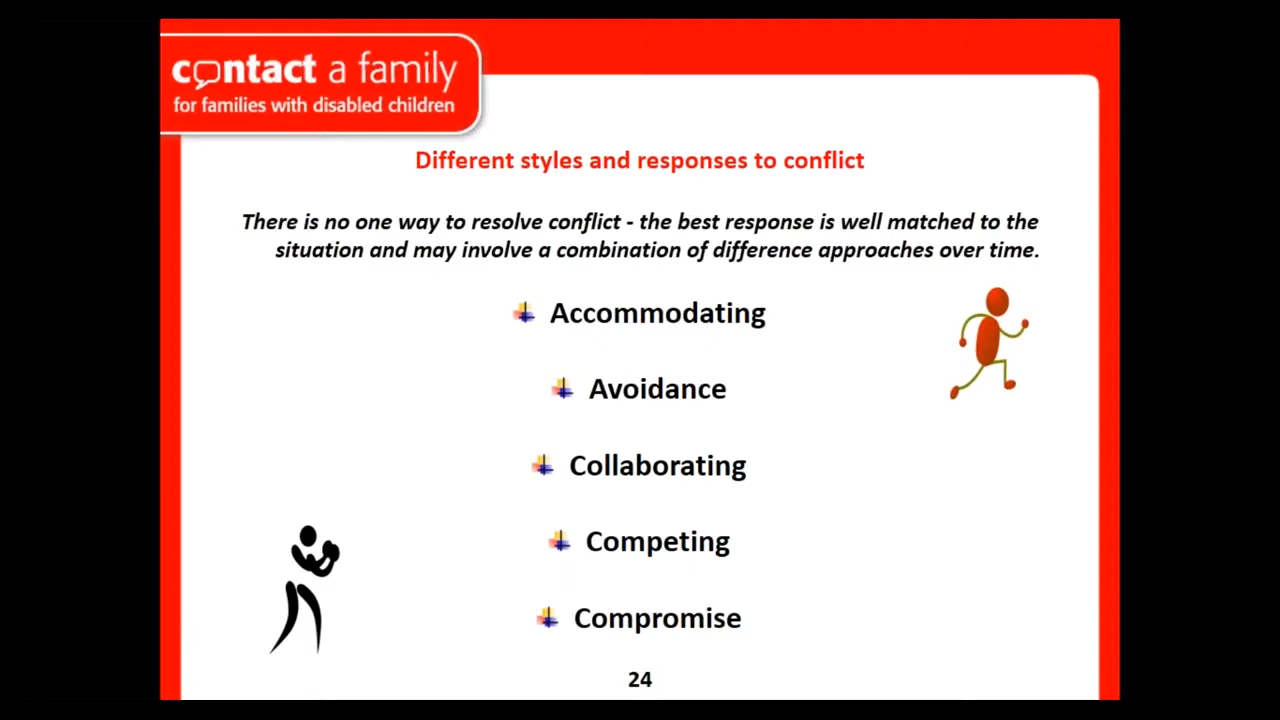 contact a family
for families with disabled children
Different styles and responses to conflict
There is no one way to resolve conflict - the best response is well matched to the
situation and may involve a combination of difference approaches over time.
Accommodating
Avoidance
Collaborating
Competing
Compromise
24